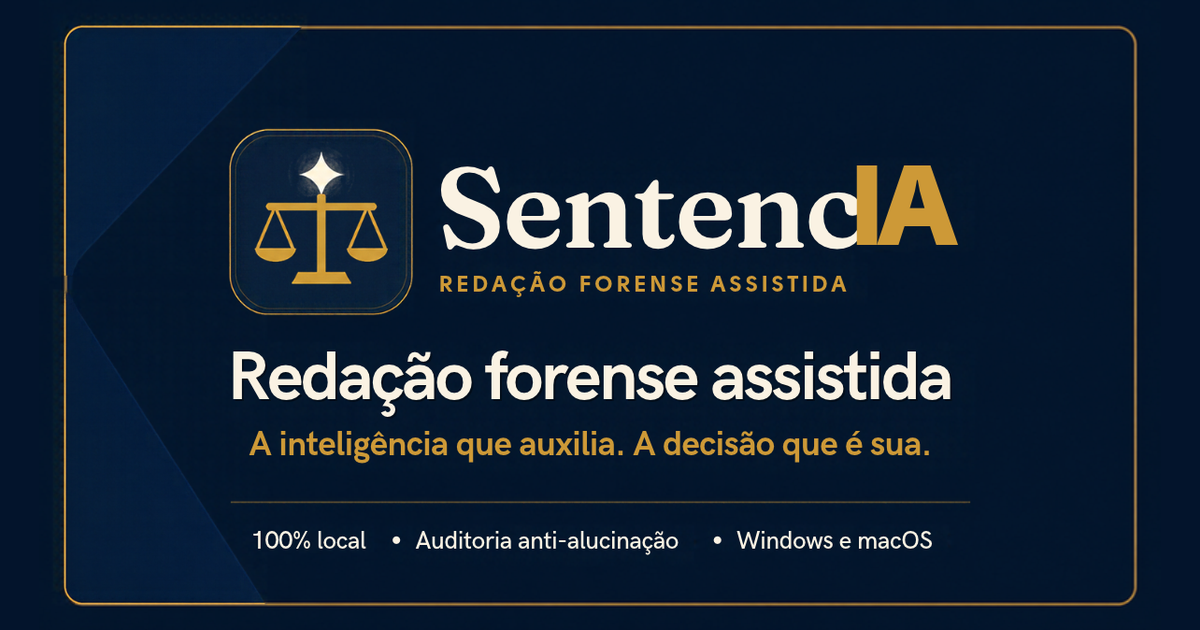 SentencIA
REDAÇÃO FORENSE ASSISTIDA
Redação forense assistida
A inteligência que auxilia. A decisão que é sua.
100% local • Auditoria anti-alucinação • Windows e macOS